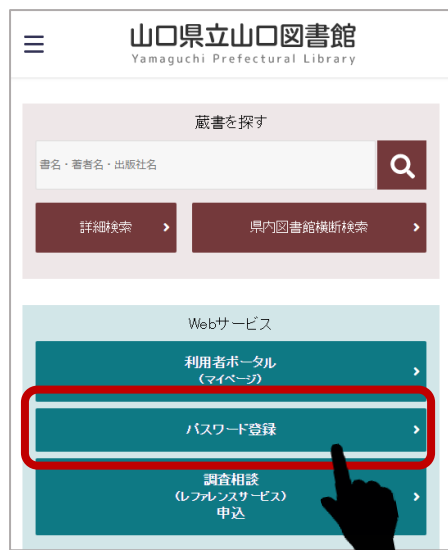 山口県立山口図書館
Yamaguchi Prefectural Library
蔵書を探す
書名・著者名・出版社名
詳細検索
県内図書館横断検索
Webサービス
利用者ポータル
（マイページ）
パスワード登録
調査相談
（レファレンスサービス）
申込